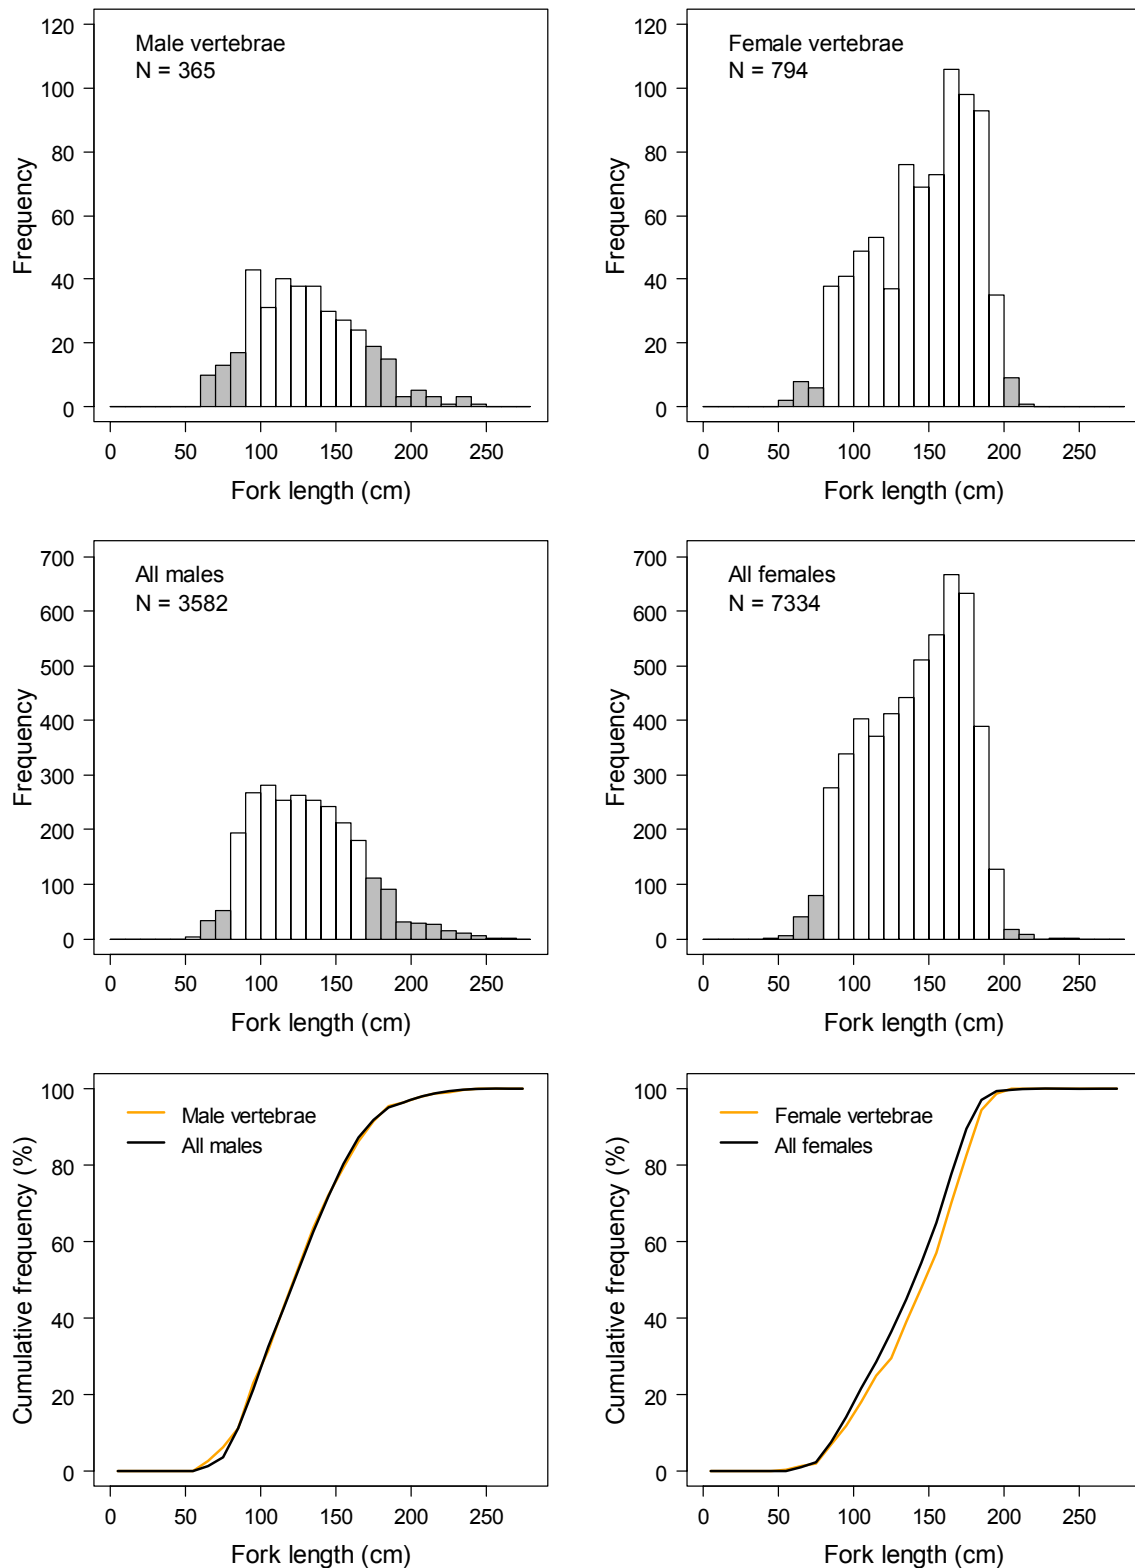 Male vertebrae
N = 365
Frequency
0
20
40
60
80
100
120
0 50 100 150 200 250
Fork length (cm)
Female vertebrae
N = 794
Frequency
0
20
40
60
80
100
120
0 50 100 150 200 250
Fork length (cm)
All males
N = 3582
Frequency
0
100
200
300
400
500
600
700
0 50 100 150 200 250
Fork length (cm)
All females
N = 7334
Frequency
0
100
200
300
400
500
600
700
0 50 100 150 200 250
Fork length (cm)
Male vertebrae
All males
Cumulative frequency (%)
0
20
40
60
80
100
0 50 100 150 200 250
Fork length (cm)
Female vertebrae
All females
Cumulative frequency (%)
0
20
40
60
80
100
0 50 100 150 200 250
Fork length (cm)